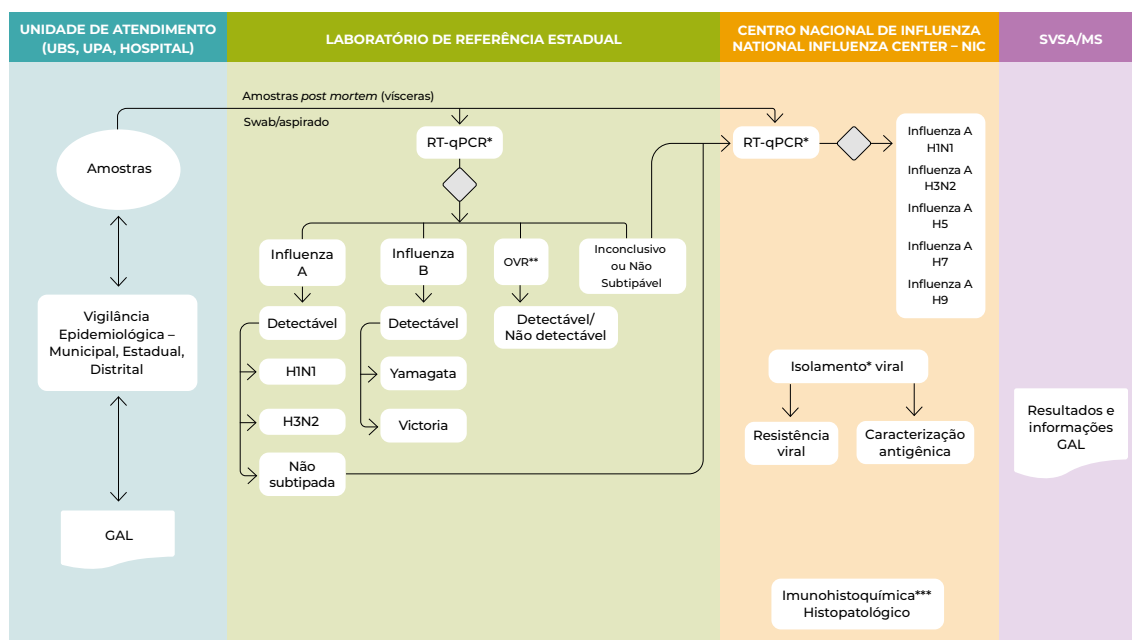 UNIDADE DE ATENDIMENTO
(UBS, UPA, HOSPITAL)
LABORATÓRIO DE REFERÊNCIA ESTADUAL
CENTRO NACIONAL DE INFLUENZA
NATIONAL INFLUENZA CENTER – NIC
SVSA/MS
Amostras post mortem (vísceras)
Swab/aspirado
Amostras
Vigilância
Epidemiológica –
Municipal, Estadual,
Distrital
GAL
RT-qPCR*
Influenza
A
Influenza
B
OVR**
Inconclusivo
ou Não
Subtipável
Detectável
Detectável
Detectável/
Não detectável
H1N1
Yamagata
H3N2
Victoria
Não
subtipada
RT-qPCR*
Influenza A
H1N1
Influenza A
H3N2
Influenza A
H5
Influenza A
H7
Influenza A
H9
Isolamento* viral
Resistência
viral
Caracterização
antigênica
Imunohistoquímica***
Histopatológico
Resultados e
informações
GAL